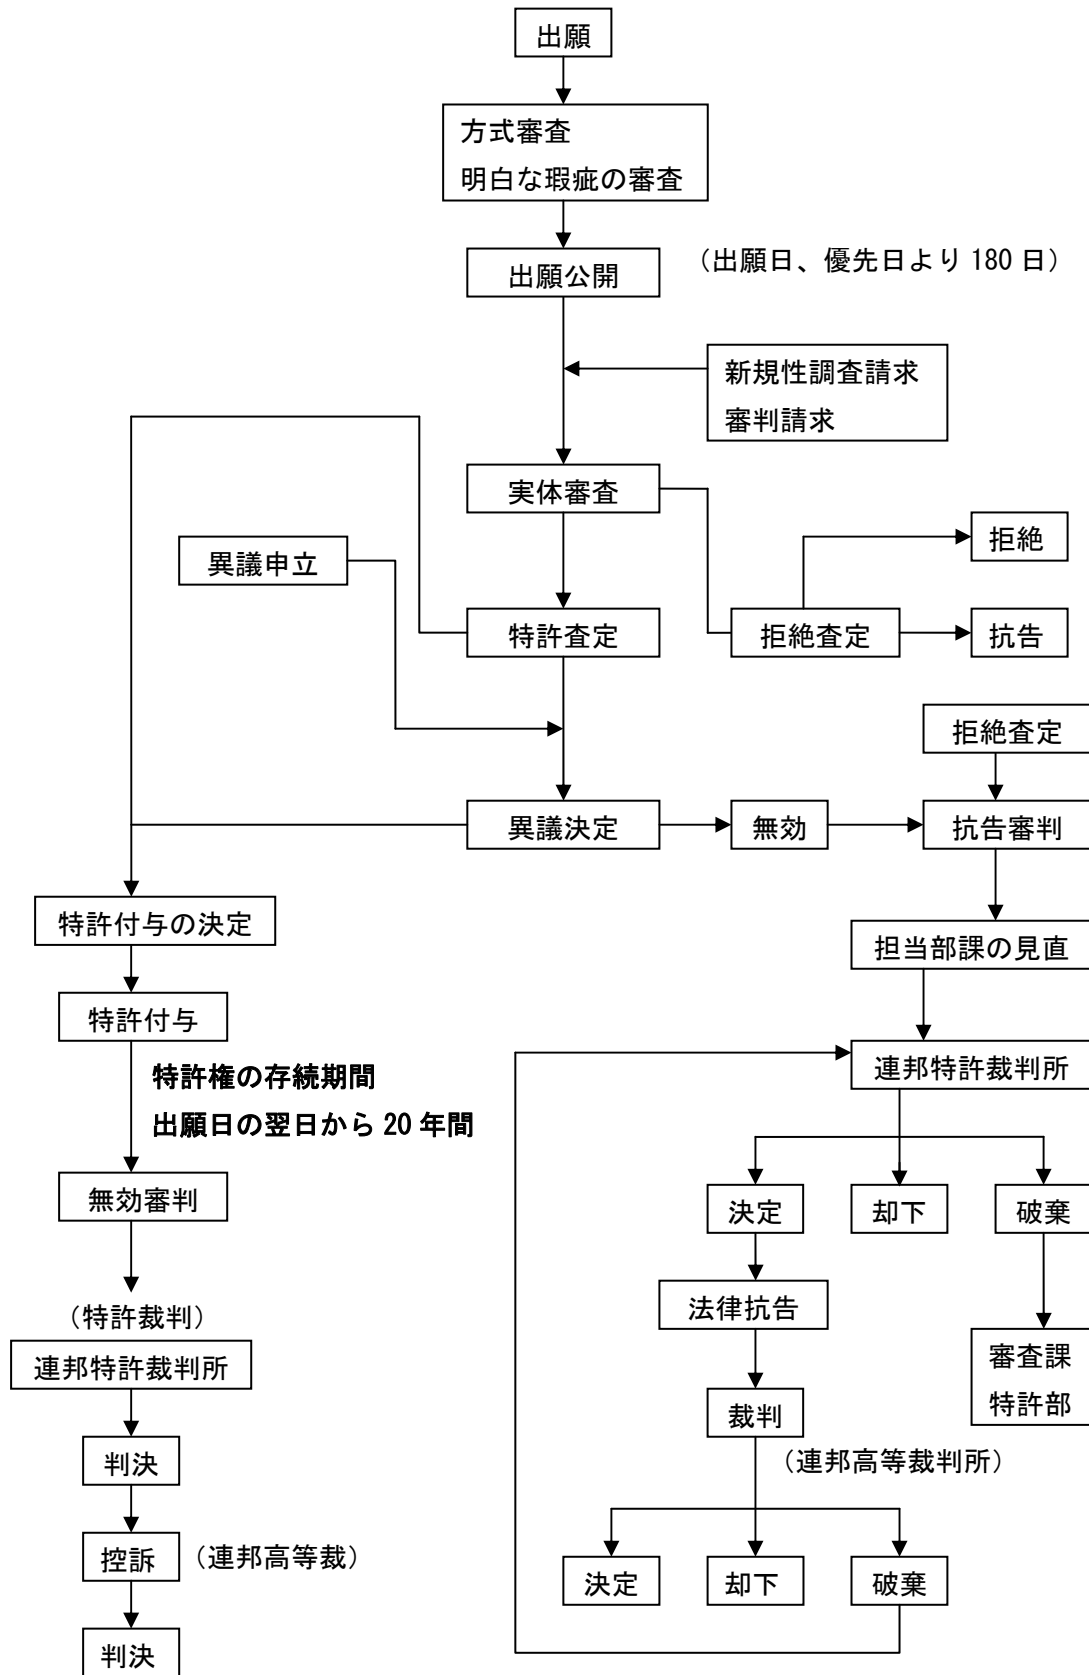 出願
方式審査
明白な瑕疵の審査
出願公開
（出願日、優先日より 180 日）
新規性調査請求
審判請求
実体審査
拒絶
異議申立
特許査定
拒絶査定
抗告
拒絶査定
異議決定
無効
抗告審判
特許付与の決定
担当部課の見直
特許付与
連邦特許裁判所
特許権の存続期間
出願日の翌日から 20 年間
無効審判
決定
却下
破棄
（特許裁判）
法律抗告
連邦特許裁判所
審査課
特許部
裁判
（連邦高等裁判所）
判決
控訴
（連邦高等裁）
決定
却下
破棄
判決